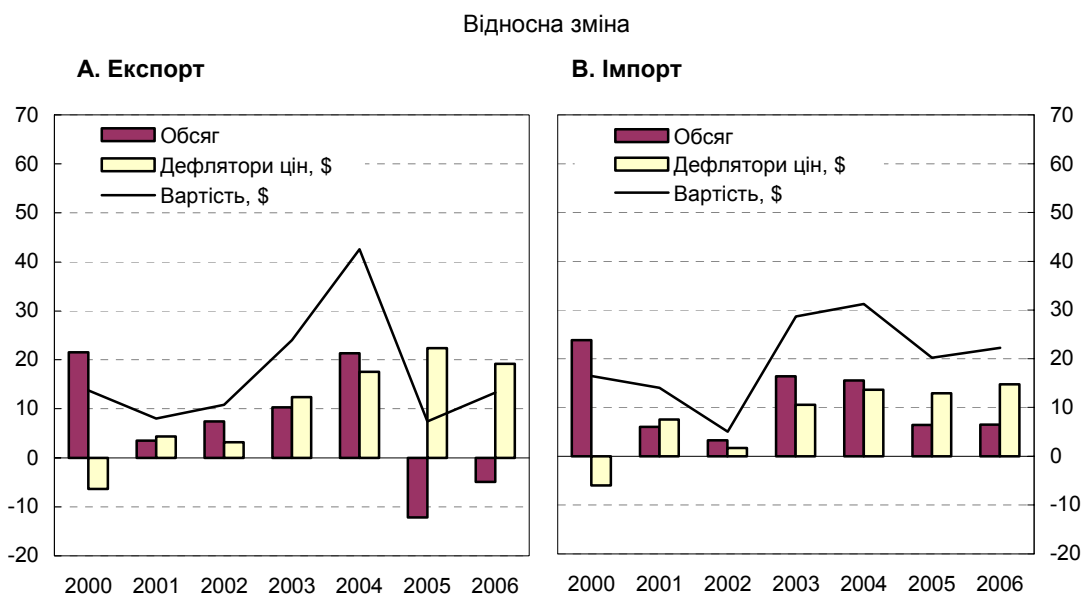 Відносна зміна
А. Експорт
70
60
50
40
30
20
10
0
-10
-20
Обсяг
Дефлятори цін, $
Вартість, $
2000 2001 2002 2003 2004 2005 2006
В. Імпорт
Обсяг
Дефлятори цін, $
Вартість, $
70
60
50
40
30
20
10
0
-10
-20
2000 2001 2002 2003 2004 2005 2006